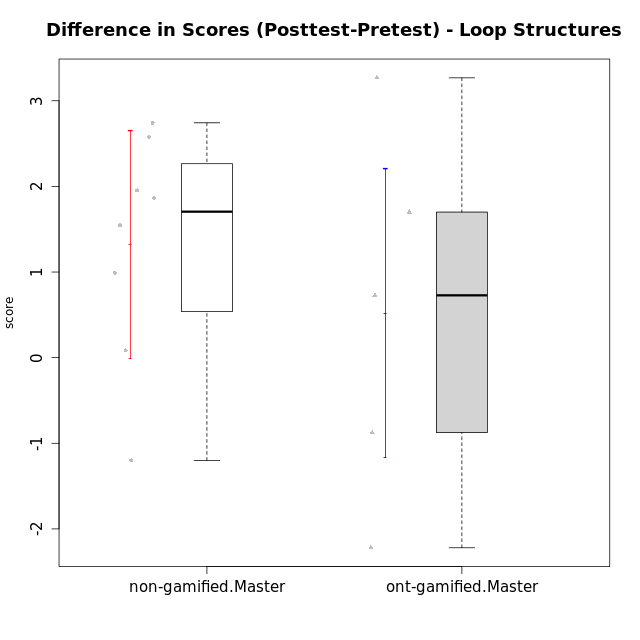 Difference in Scores (Posttest-Pretest) - Loop Structures
score
3
2
1
0
-1
-2
non-gamified.Master
ont-gamified.Master